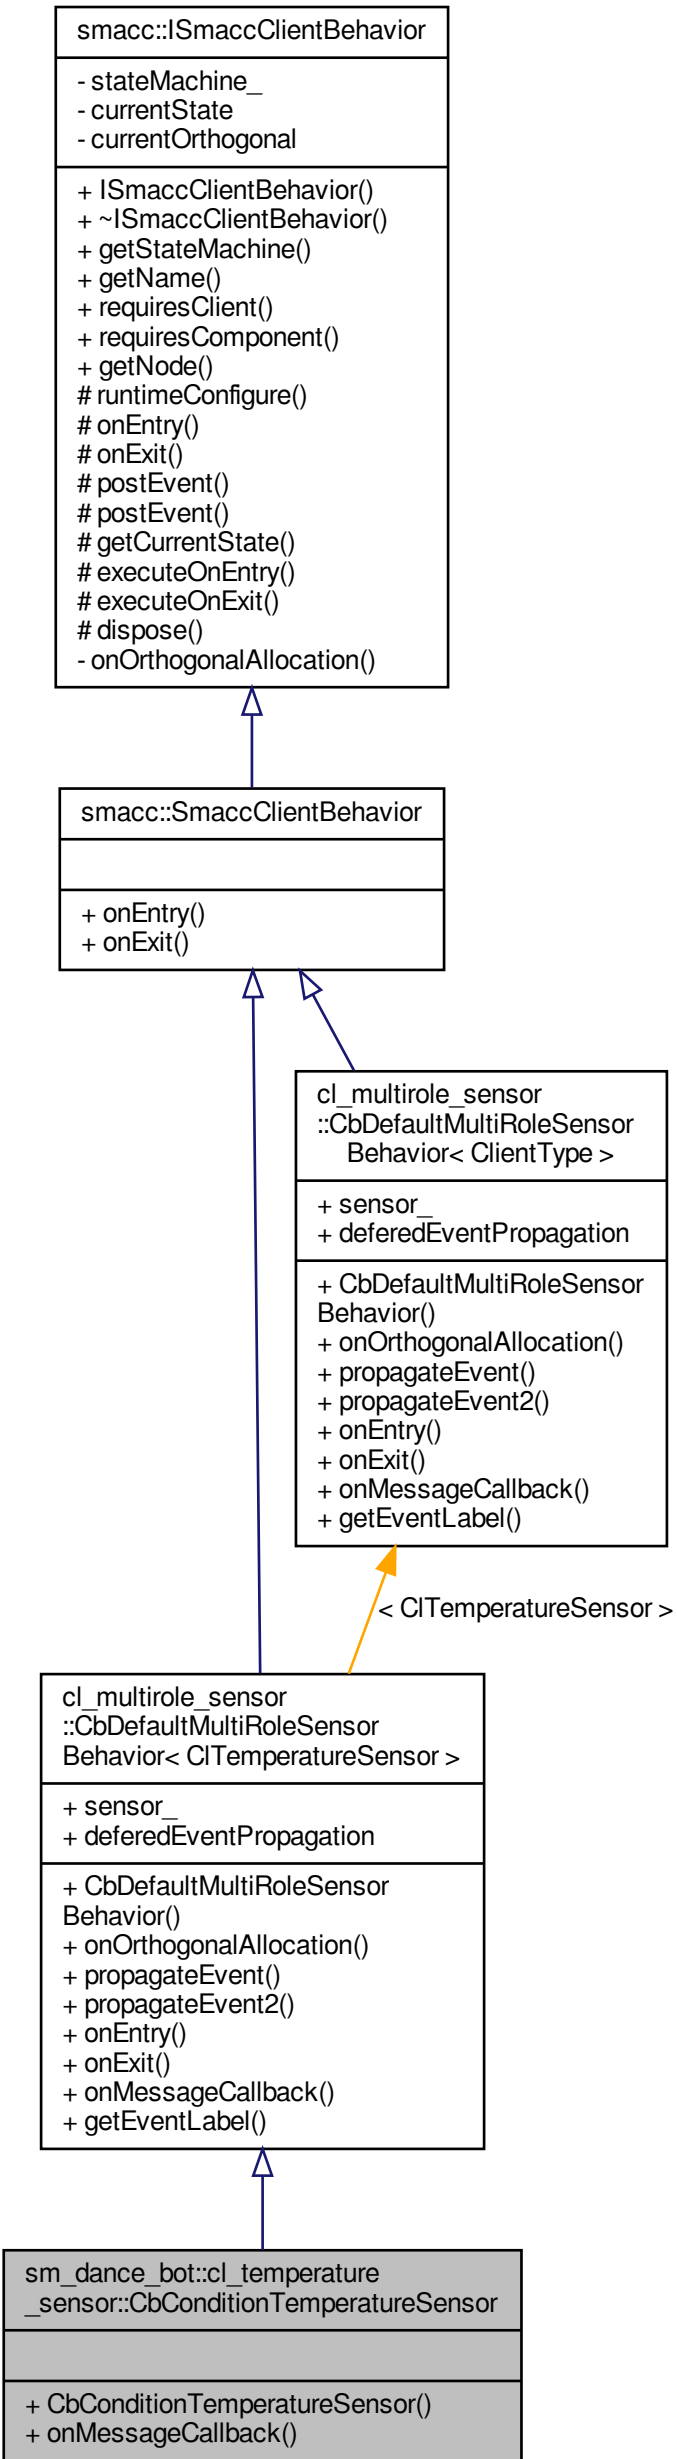 smacc::ISmaccClientBehavior
- stateMachine_
- currentState
- currentOrthogonal
+ ISmaccClientBehavior()
+ ~ISmaccClientBehavior()
+ getStateMachine()
+ getName()
+ requiresClient()
+ requiresComponent()
+ getNode()
# runtimeConfigure()
# onEntry()
# onExit()
# postEvent()
# postEvent()
# getCurrentState()
# executeOnEntry()
# executeOnExit()
# dispose()
- onOrthogonalAllocation()
smacc::SmaccClientBehavior
+ onEntry()
+ onExit()
cl_multirole_sensor
::CbDefaultMultiRoleSensor
Behavior< ClientType >
+ sensor_
+ deferedEventPropagation
+ CbDefaultMultiRoleSensor
Behavior()
+ onOrthogonalAllocation()
+ propagateEvent()
+ propagateEvent2()
+ onEntry()
+ onExit()
+ onMessageCallback()
+ getEventLabel()
< ClTemperatureSensor >
cl_multirole_sensor
::CbDefaultMultiRoleSensor
Behavior< ClTemperatureSensor >
+ sensor_
+ deferedEventPropagation
+ CbDefaultMultiRoleSensor
Behavior()
+ onOrthogonalAllocation()
+ propagateEvent()
+ propagateEvent2()
+ onEntry()
+ onExit()
+ onMessageCallback()
+ getEventLabel()
sm_dance_bot::cl_temperature
_sensor::CbConditionTemperatureSensor
+ CbConditionTemperatureSensor()
+ onMessageCallback()